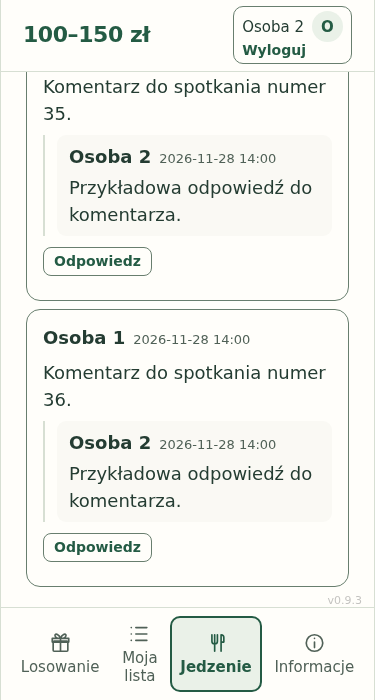 100–150 zł
Osoba 2
O
Wyloguj
Komentarz do spotkania numer
35.
Osoba 2 2026-11-28 14:00
Przykładowa odpowiedź do
komentarza.
Odpowiedz
Osoba 1 2026-11-28 14:00
Komentarz do spotkania numer
36.
Osoba 2 2026-11-28 14:00
Przykładowa odpowiedź do
komentarza.
Odpowiedz
v0.9.3
Losowanie
Moja
lista
Jedzenie
Informacje